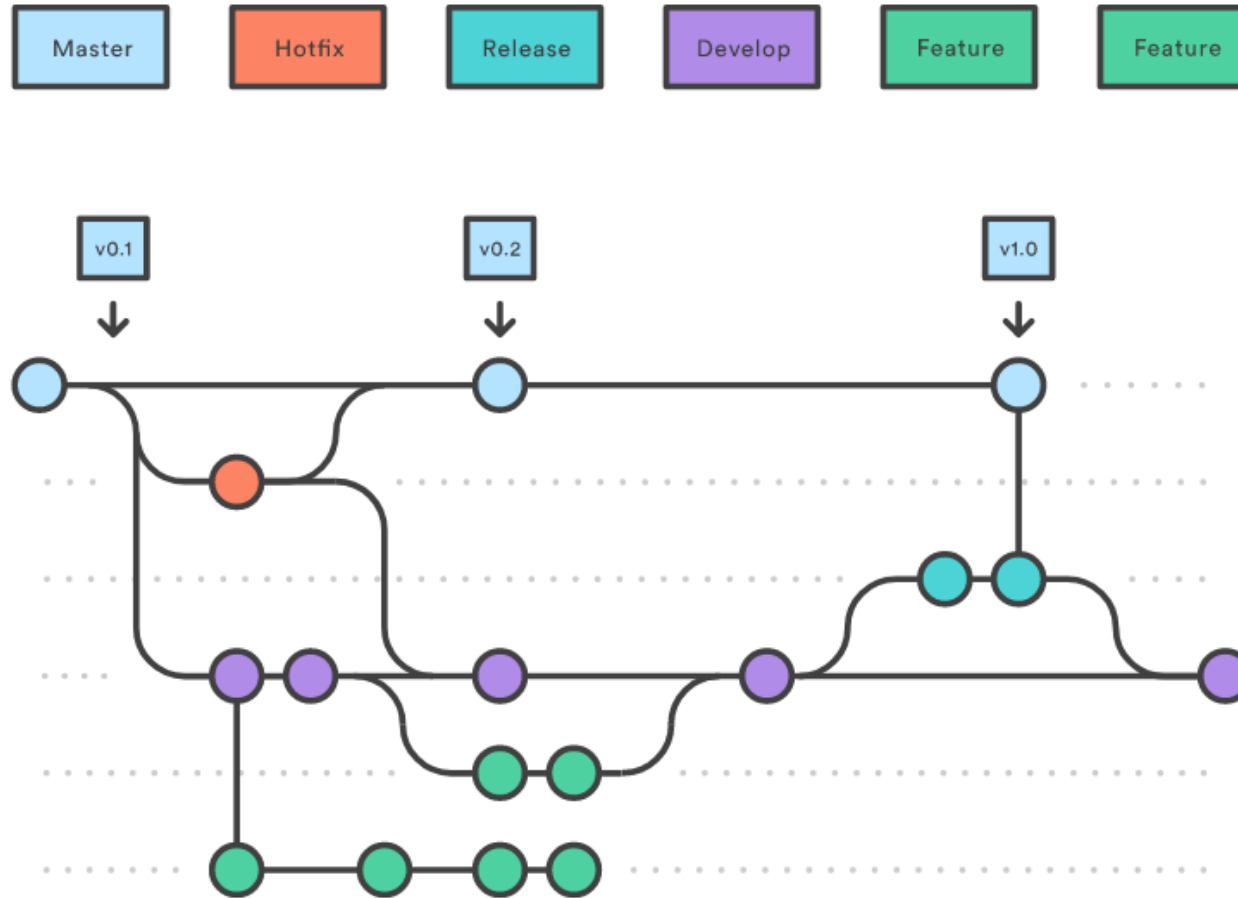 Master
Hotfix
Release
Develop
Feature
Feature
v0.1
v0.2
v1.0